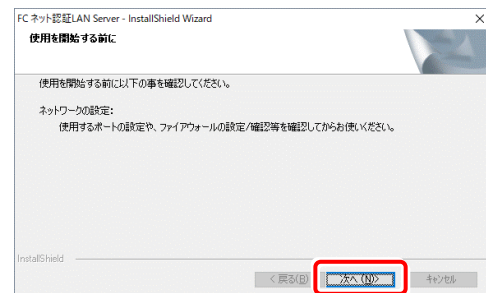 FC ネット認証LAN Server - InstallShield Wizard
使用を開始する前に
使用を開始する前に以下の事を確認してください。
ネットワークの設定:
使用するポートの設定や、ファイアウォールの設定/確認等を確認してからお使いください。
InstallShield
< 戻る(B) 次へ (N)> キャンセル